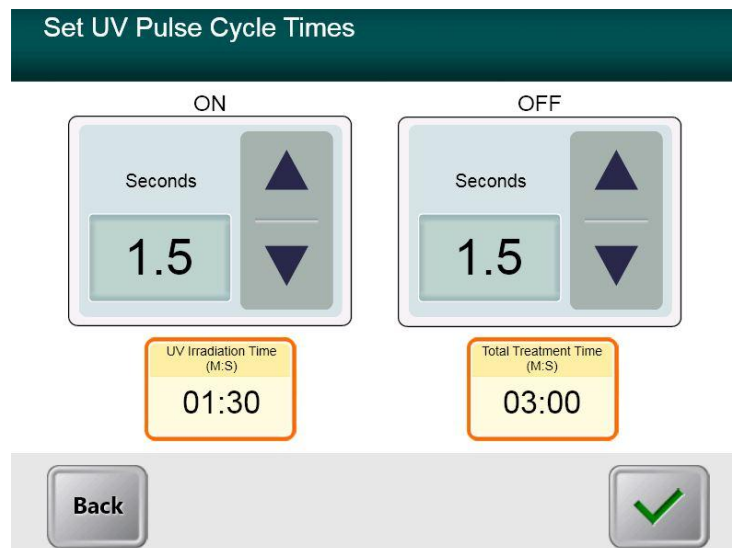 Set UV Pulse Cycle Times
ON
OFF
Seconds
1.5
Seconds
1.5
UV Irradiation Time
(M:S)
01:30
Total Treatment Time
(M:S)
03:00
Back